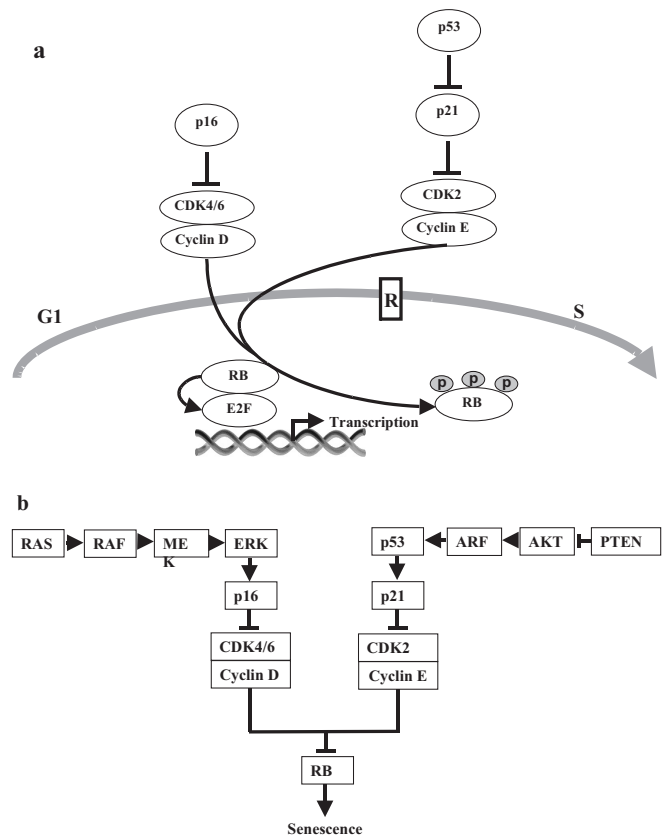 a
p53
p21
p16
CDK2
Cyclin E
CDK4/6
Cyclin D
G1
R
S
RB
E2F
Transcription
p p p
RB
b
RAS RAF ME ERK p53 ARF AKT PTEN
K
p16 p21
CDK4/6 CDK2
Cyclin D Cyclin E
RB
Senescence